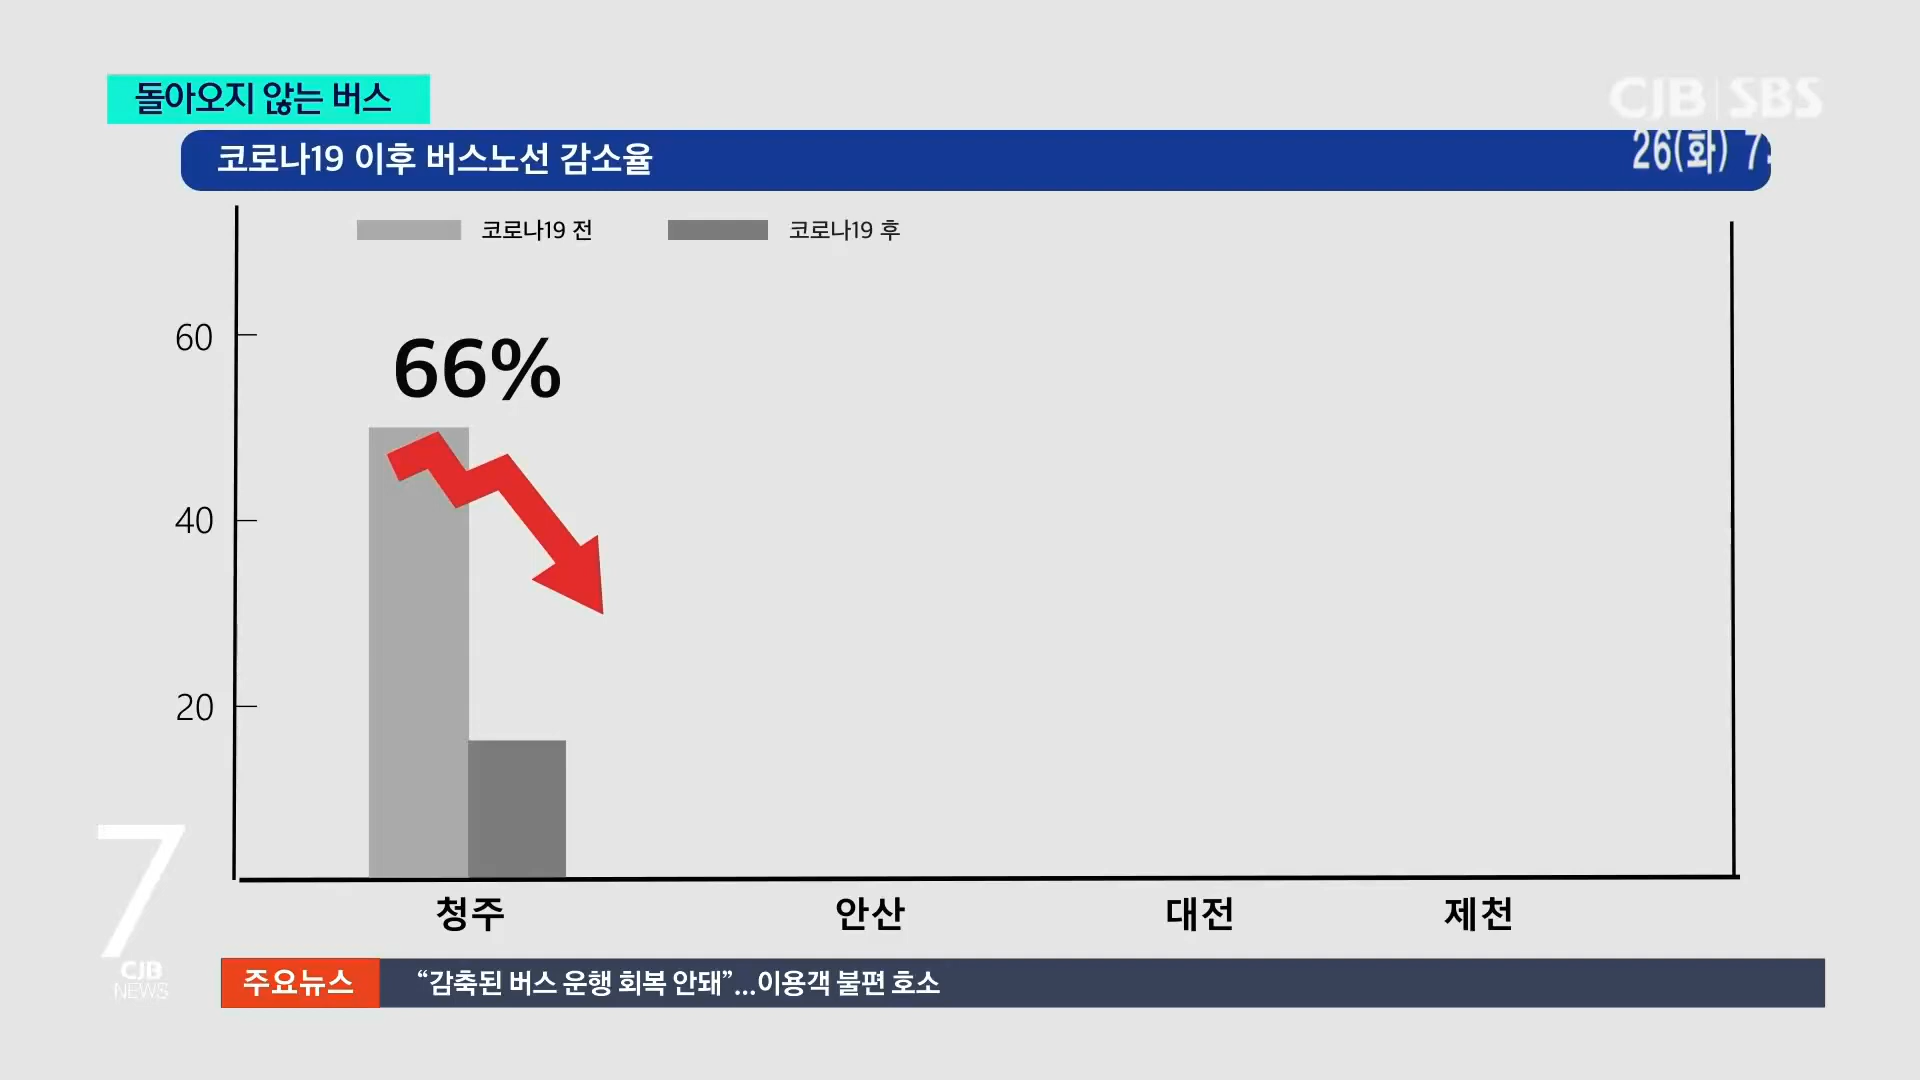 돌아오지 않는 버스
CJB SBS
코로나19 이후 버스노선 감소율
26(화) 7
코로나19 전
코로나19 후
60
66%
40
20
청주
안산
대전
제천
7
CJB
NEWS
주요뉴스
“감축된 버스 운행 회복 안돼”...이용객 불편 호소